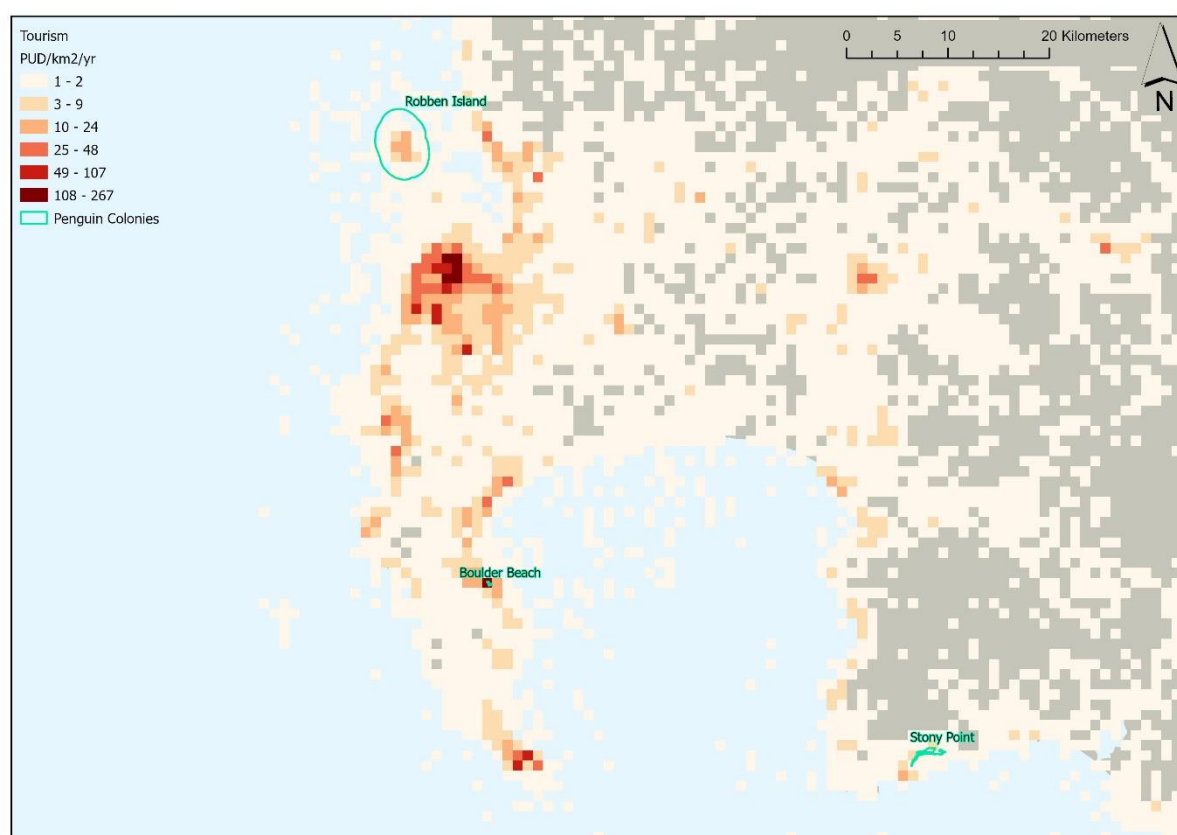 Tourism
PUD/km2/yr
1 - 2
3 - 9
10 - 24
25 - 48
49 - 107
108 - 267
Penguin Colonies
0 5 10 20 Kilometers
N
Robben Island
Boulder Beach
Stony Point